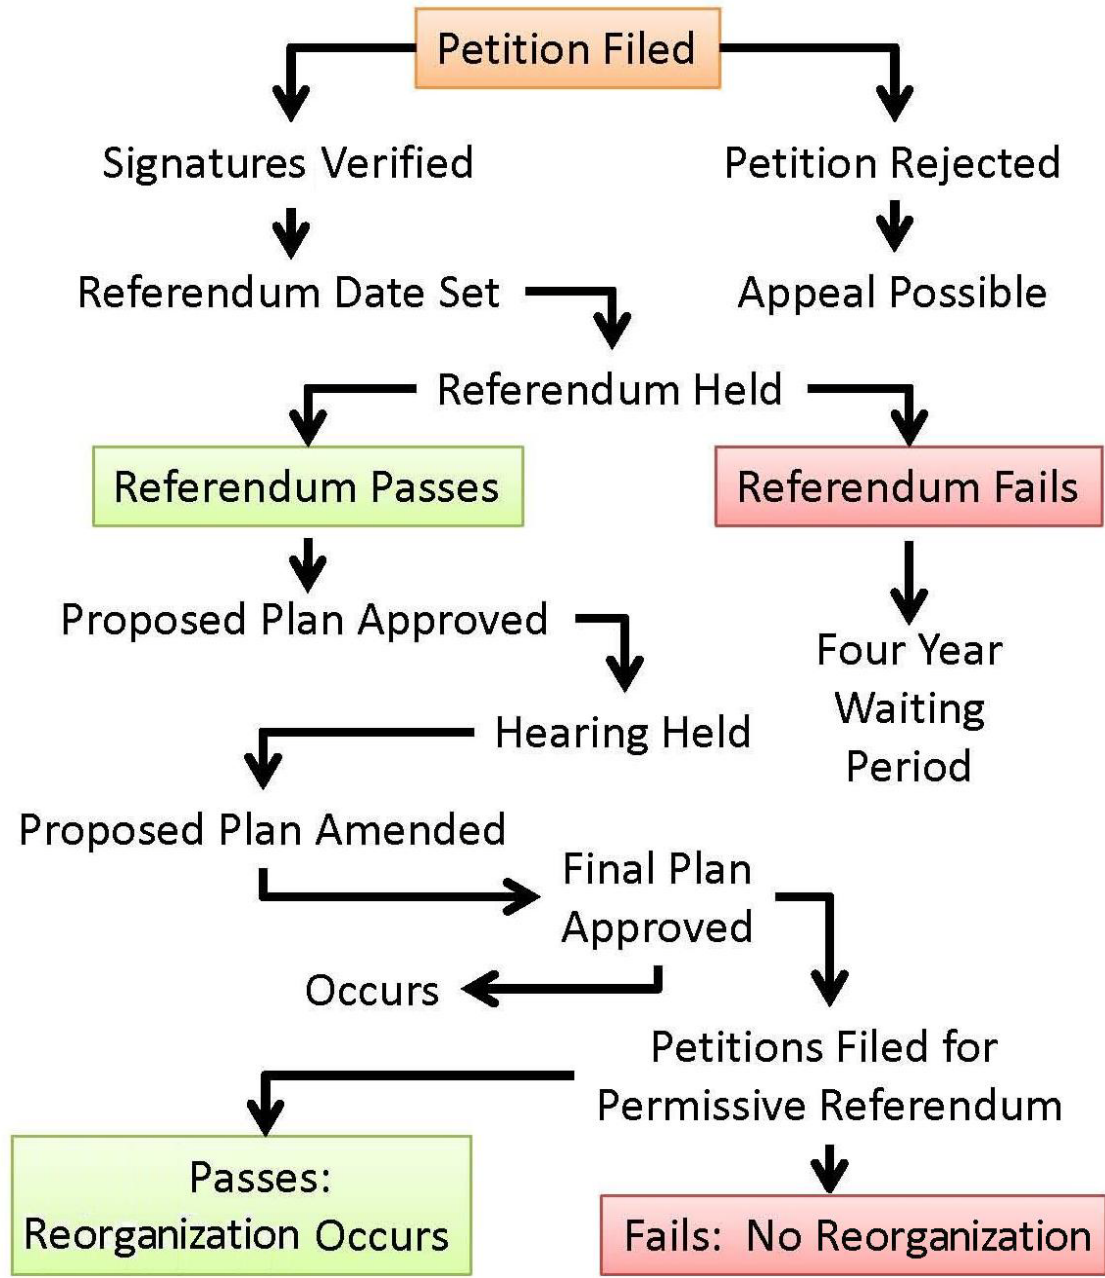 Petition Filed
Signatures Verified
Petition Rejected
Referendum Date Set
Appeal Possible
Referendum Held
Referendum Passes
Referendum Fails
Proposed Plan Approved
Four Year
Waiting
Period
Hearing Held
Proposed Plan Amended
Final Plan
Approved
Occurs
Petitions Filed for
Permissive Referendum
Passes:
Reorganization Occurs
Fails: No Reorganization